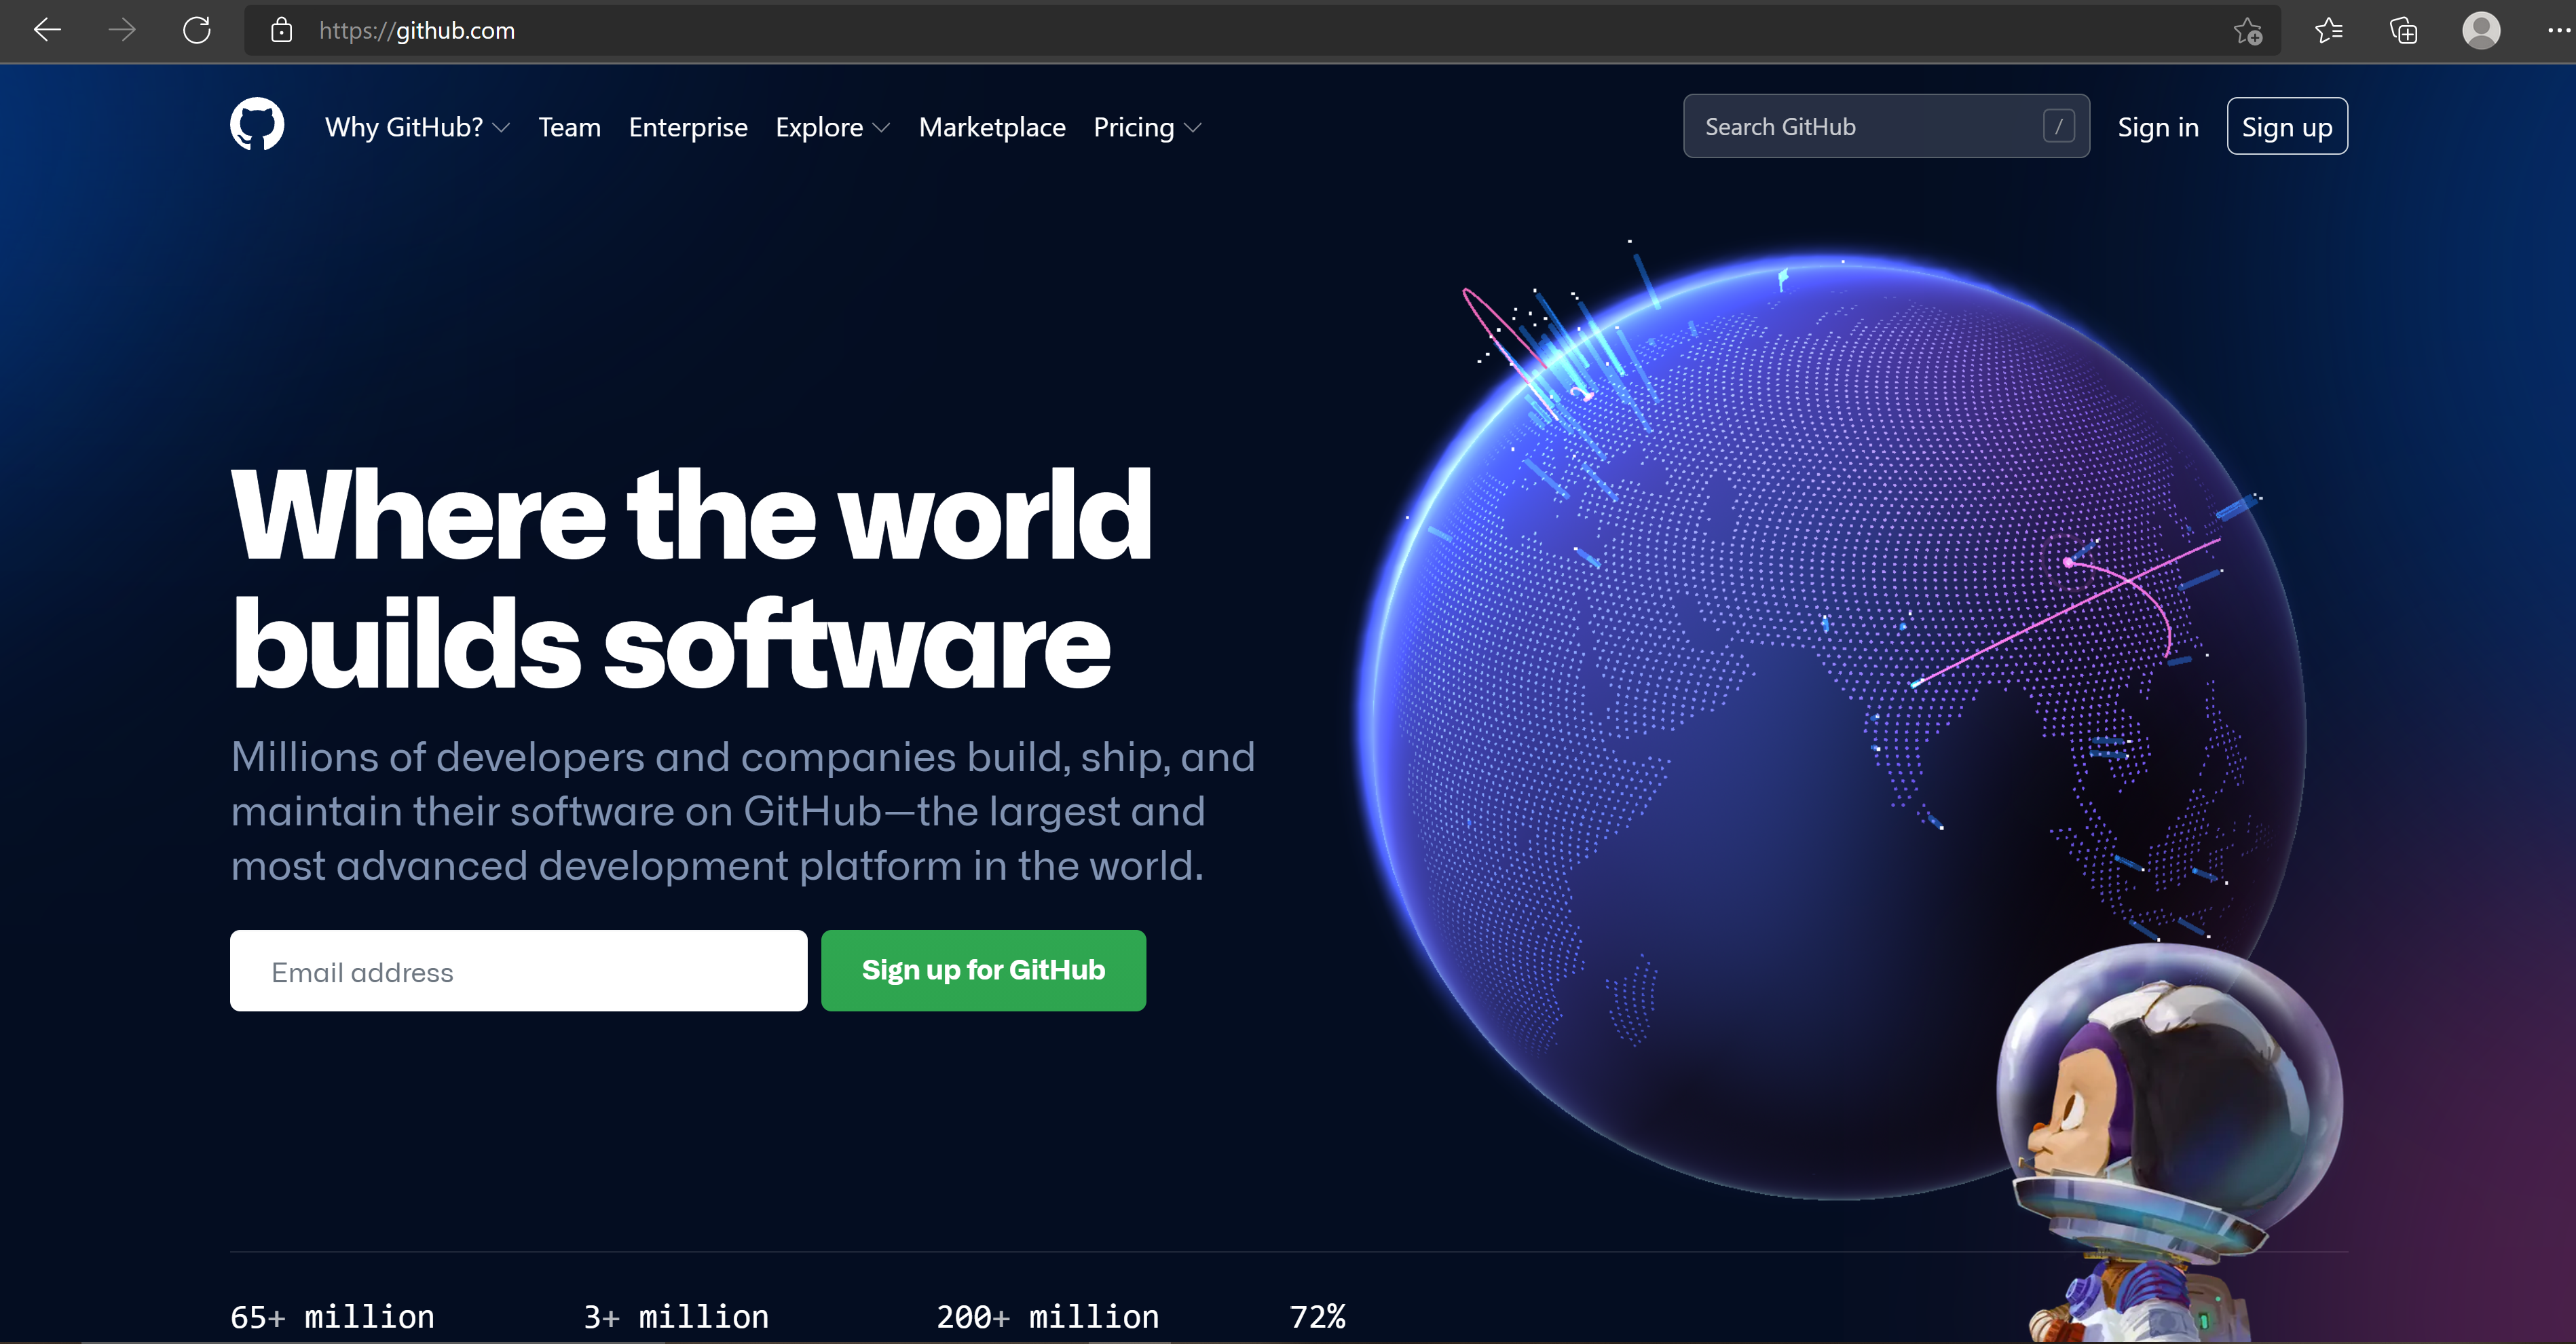 https://github.com
Why GitHub? Team Enterprise Explore Marketplace Pricing Search GitHub / Sign in Sign up
Where the world
builds software
Millions of developers and companies build, ship, and
maintain their software on GitHub—the largest and
most advanced development platform in the world.
Email address Sign up for GitHub
65+ million 3+ million 200+ million 72%